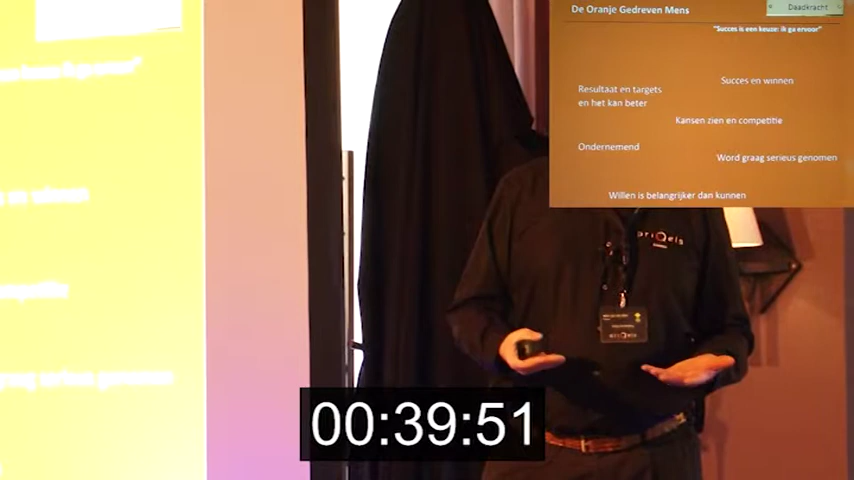 De Oranje Gedreven Mens
Daadkracht
"Succes is een keuze: ik ga ervoor"
Succes en winnen
Resultaat en targets
en het kan beter
Kansen zien en competitie
Ondernemend
Word graag serieus genomen
Willen is belangrijker dan kunnen
00:39:51